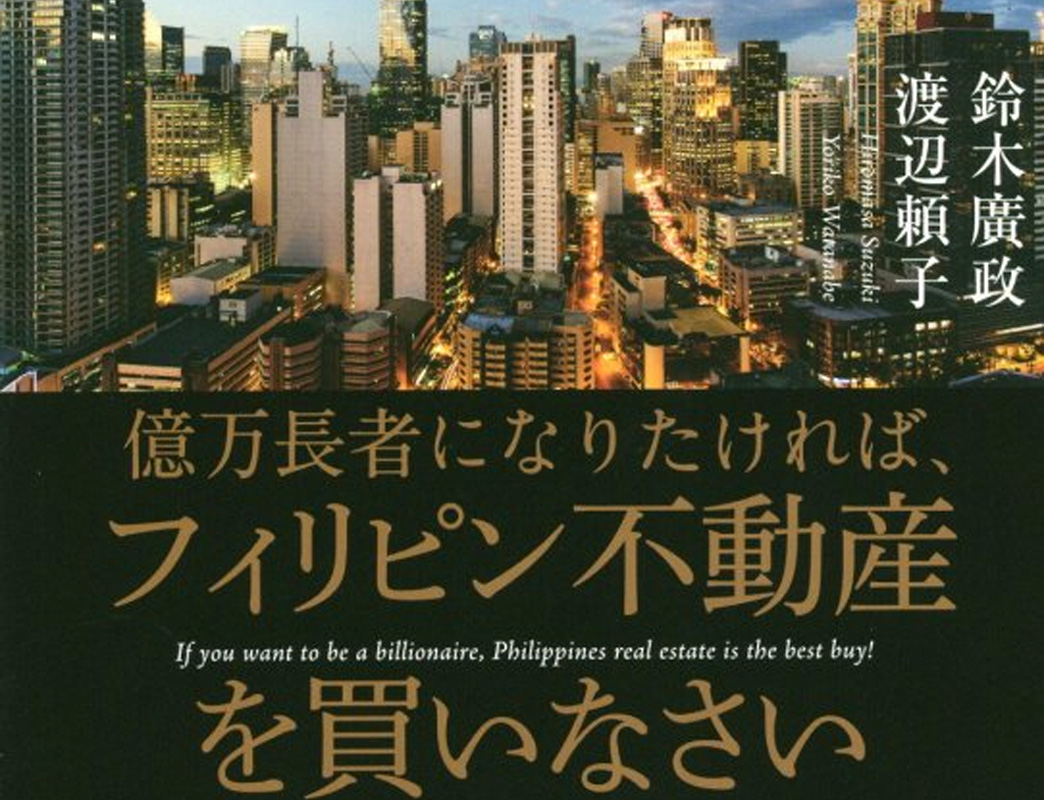 鈴木廣政
渡辺頼子
Hiromasa Suzuki
Yoriko Watanabe
億万長者になりたければ、
フィリピン不動産
If you want to be a billionaire, Philippines real estate is the best buy!
を買いなさい